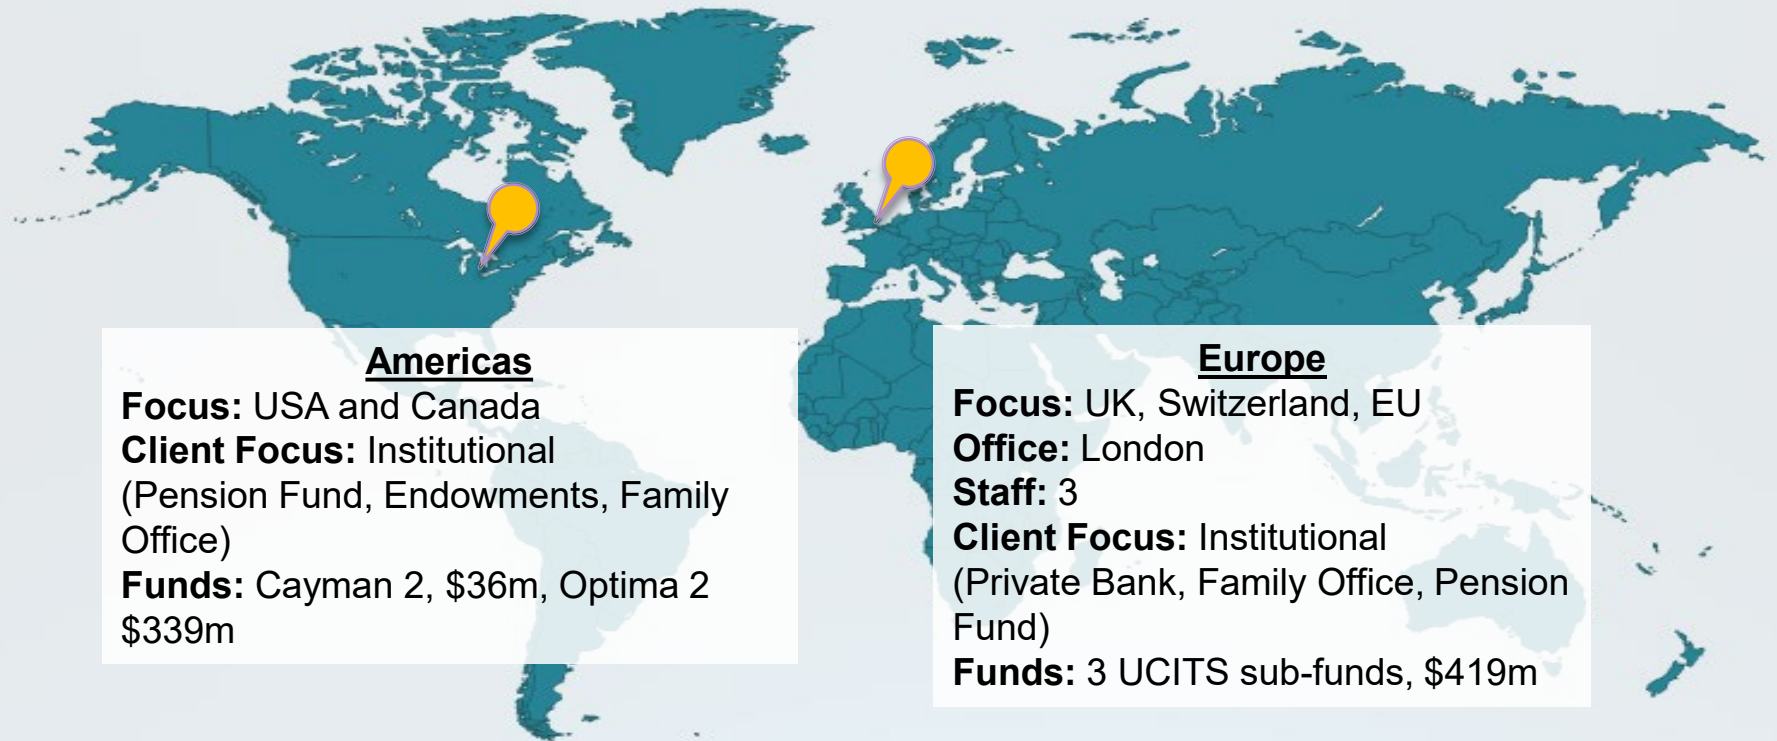 Americas
Focus: USA and Canada
Client Focus: Institutional
(Pension Fund, Endowments, Family
Office)
Funds: Cayman 2, $36m, Optima 2
$339m
Europe
Focus: UK, Switzerland, EU
Office: London
Staff: 3
Client Focus: Institutional
(Private Bank, Family Office, Pension
Fund)
Funds: 3 UCITS sub-funds, $419m